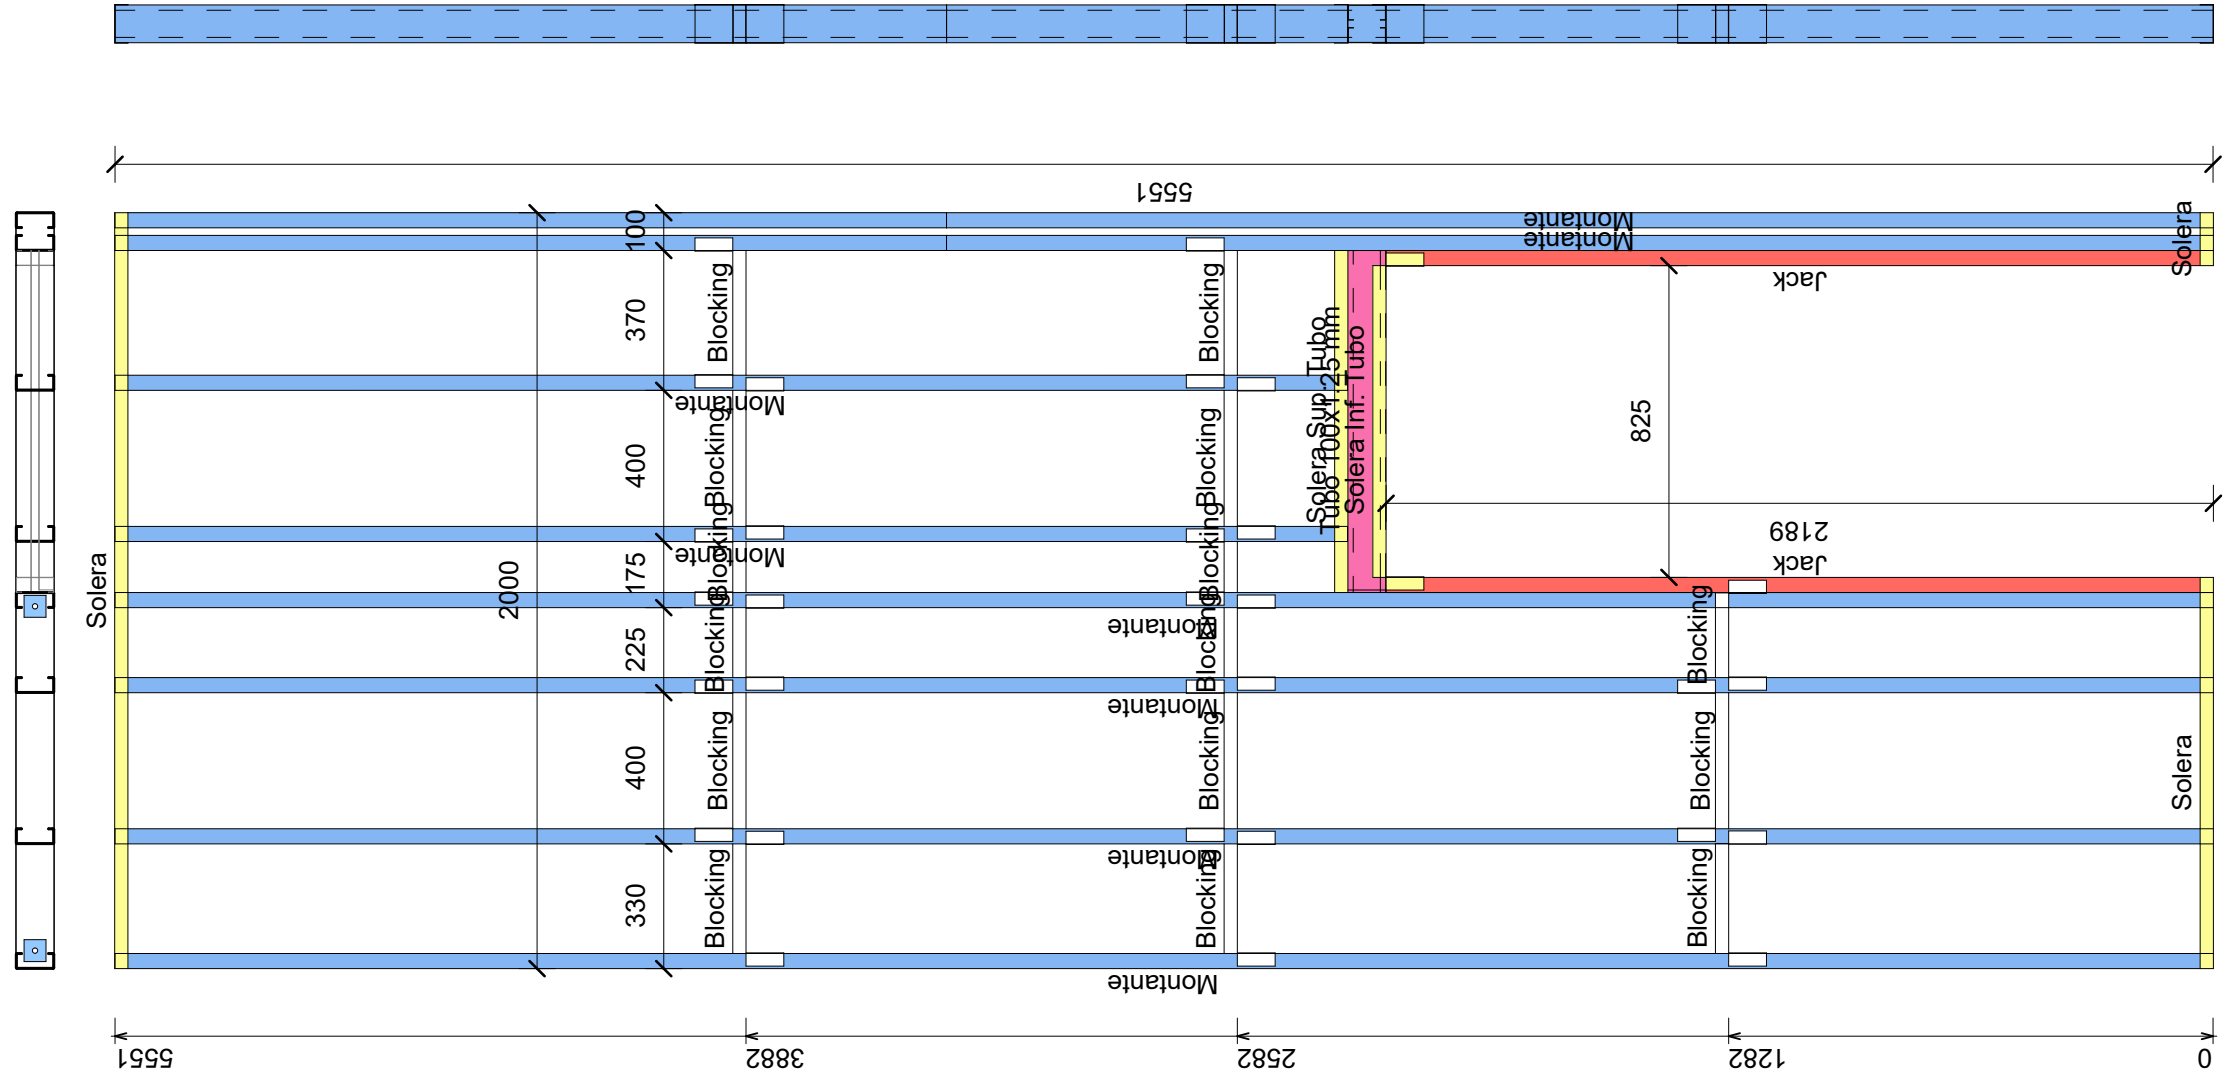 5551
100
370
400
175
225
400
330
2000
Solera
Montante
Montante
Solera
Jack
Blocking
Blocking
Montante
Blocking
Blocking
Solera Sup. Tubo
Tubo 100x1.25 mm
Solera Inf. Tubo
825
2189
Jack
Montante
Blocking
Blocking
Blocking
Blocking
Blocking
Montante
Montante
Blocking
Blocking
Blocking
Solera
Montante
Blocking
Blocking
Blocking
Montante
5551
3882
2582
1282
0